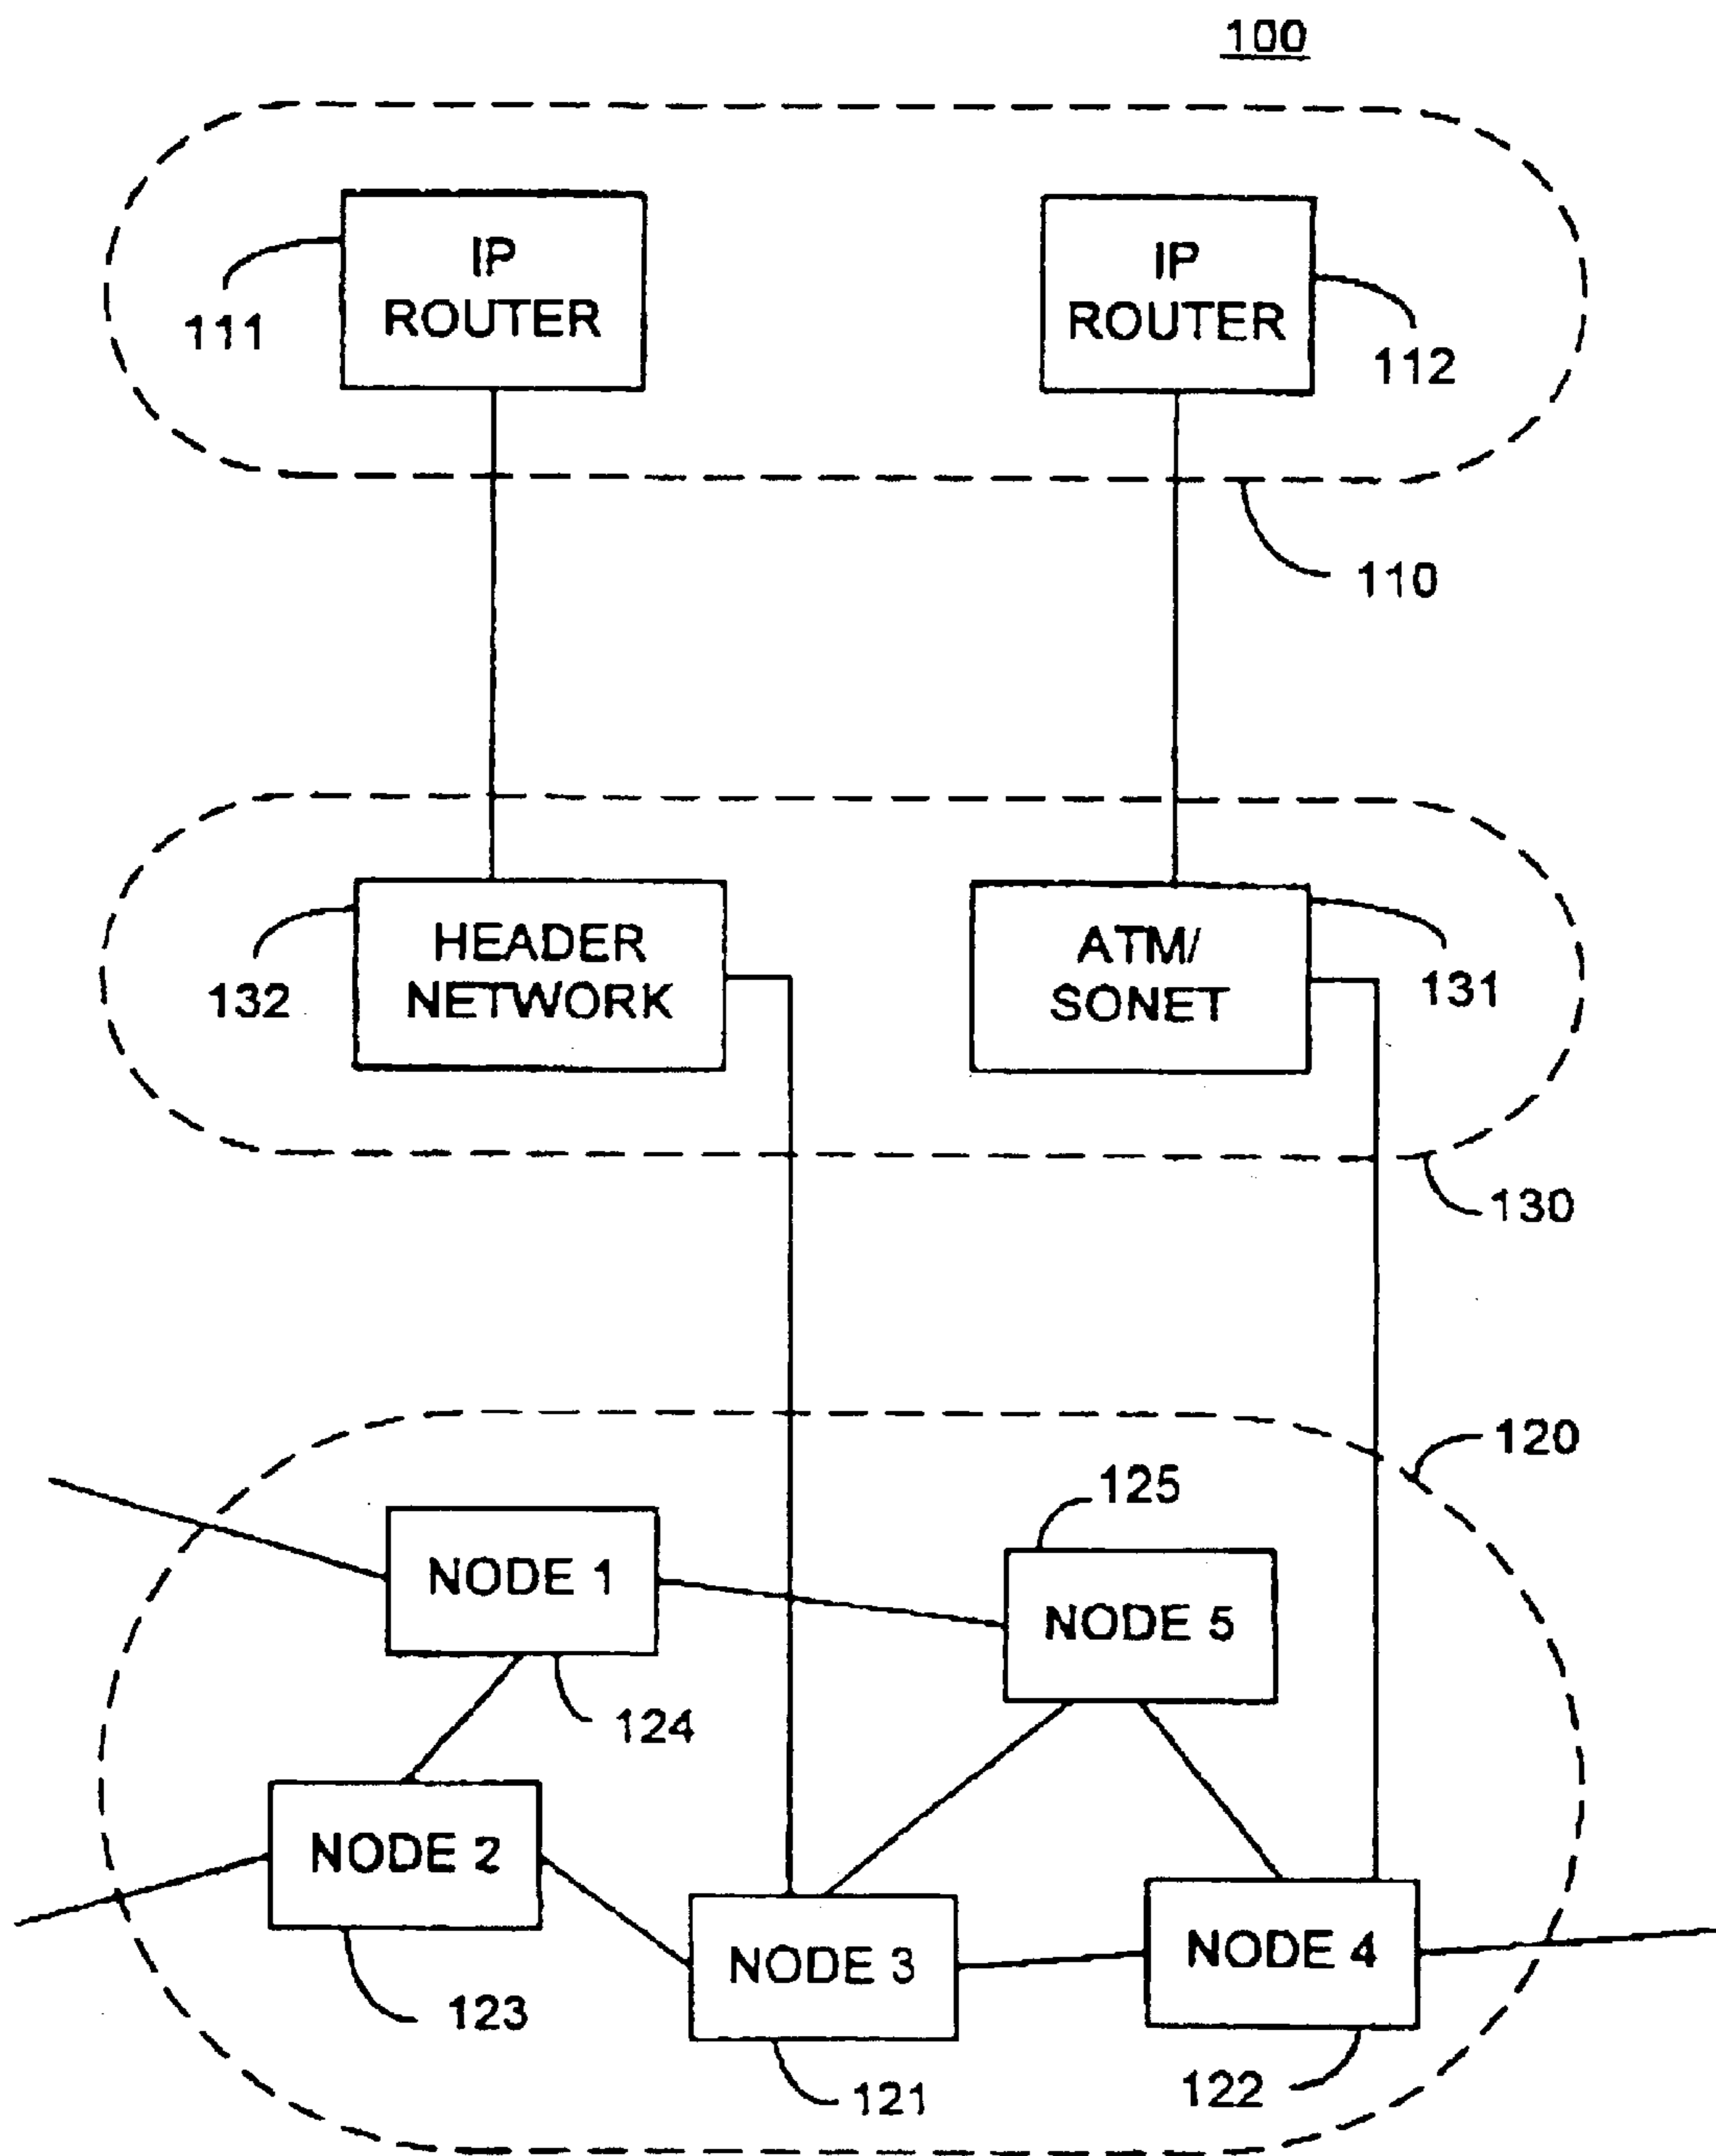 100
IP
ROUTER
111
IP
ROUTER
112
110
HEADER
NETWORK
132
ATM/
SONET
131
130
120
125
NODE 1
NODE 5
124
NODE 2
NODE 3
NODE 4
123
121
122